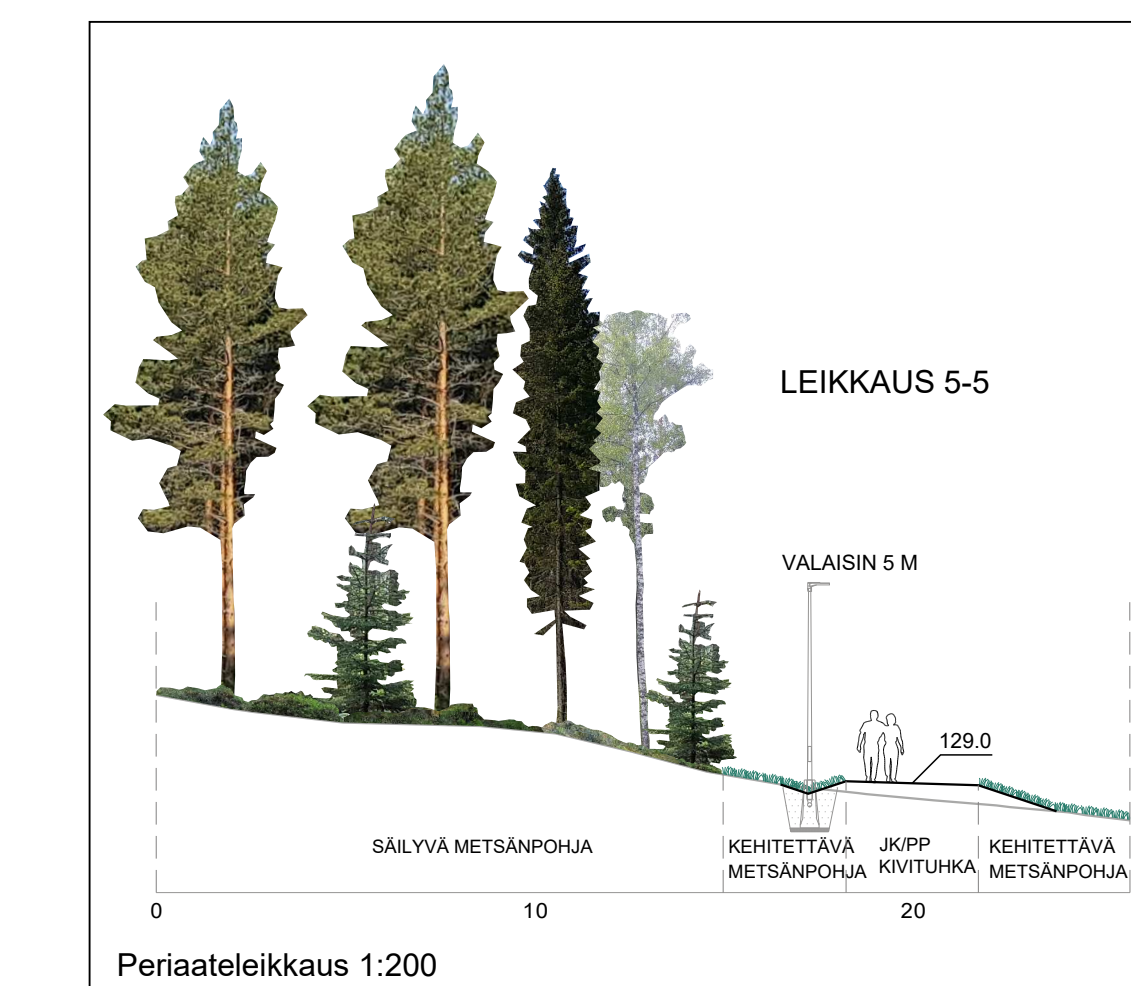 LEIKKAUS 5-5
VALAISIN 5 M
129.0
SÄILYVÄ METSÄNPOHJA
KEHITETTÄVÄ
METSÄNPOHJA
JK/PP
KIVITUHKA
KEHITETTÄVÄ
METSÄNPOHJA
0
10
20
Periaateleikkaus 1:200